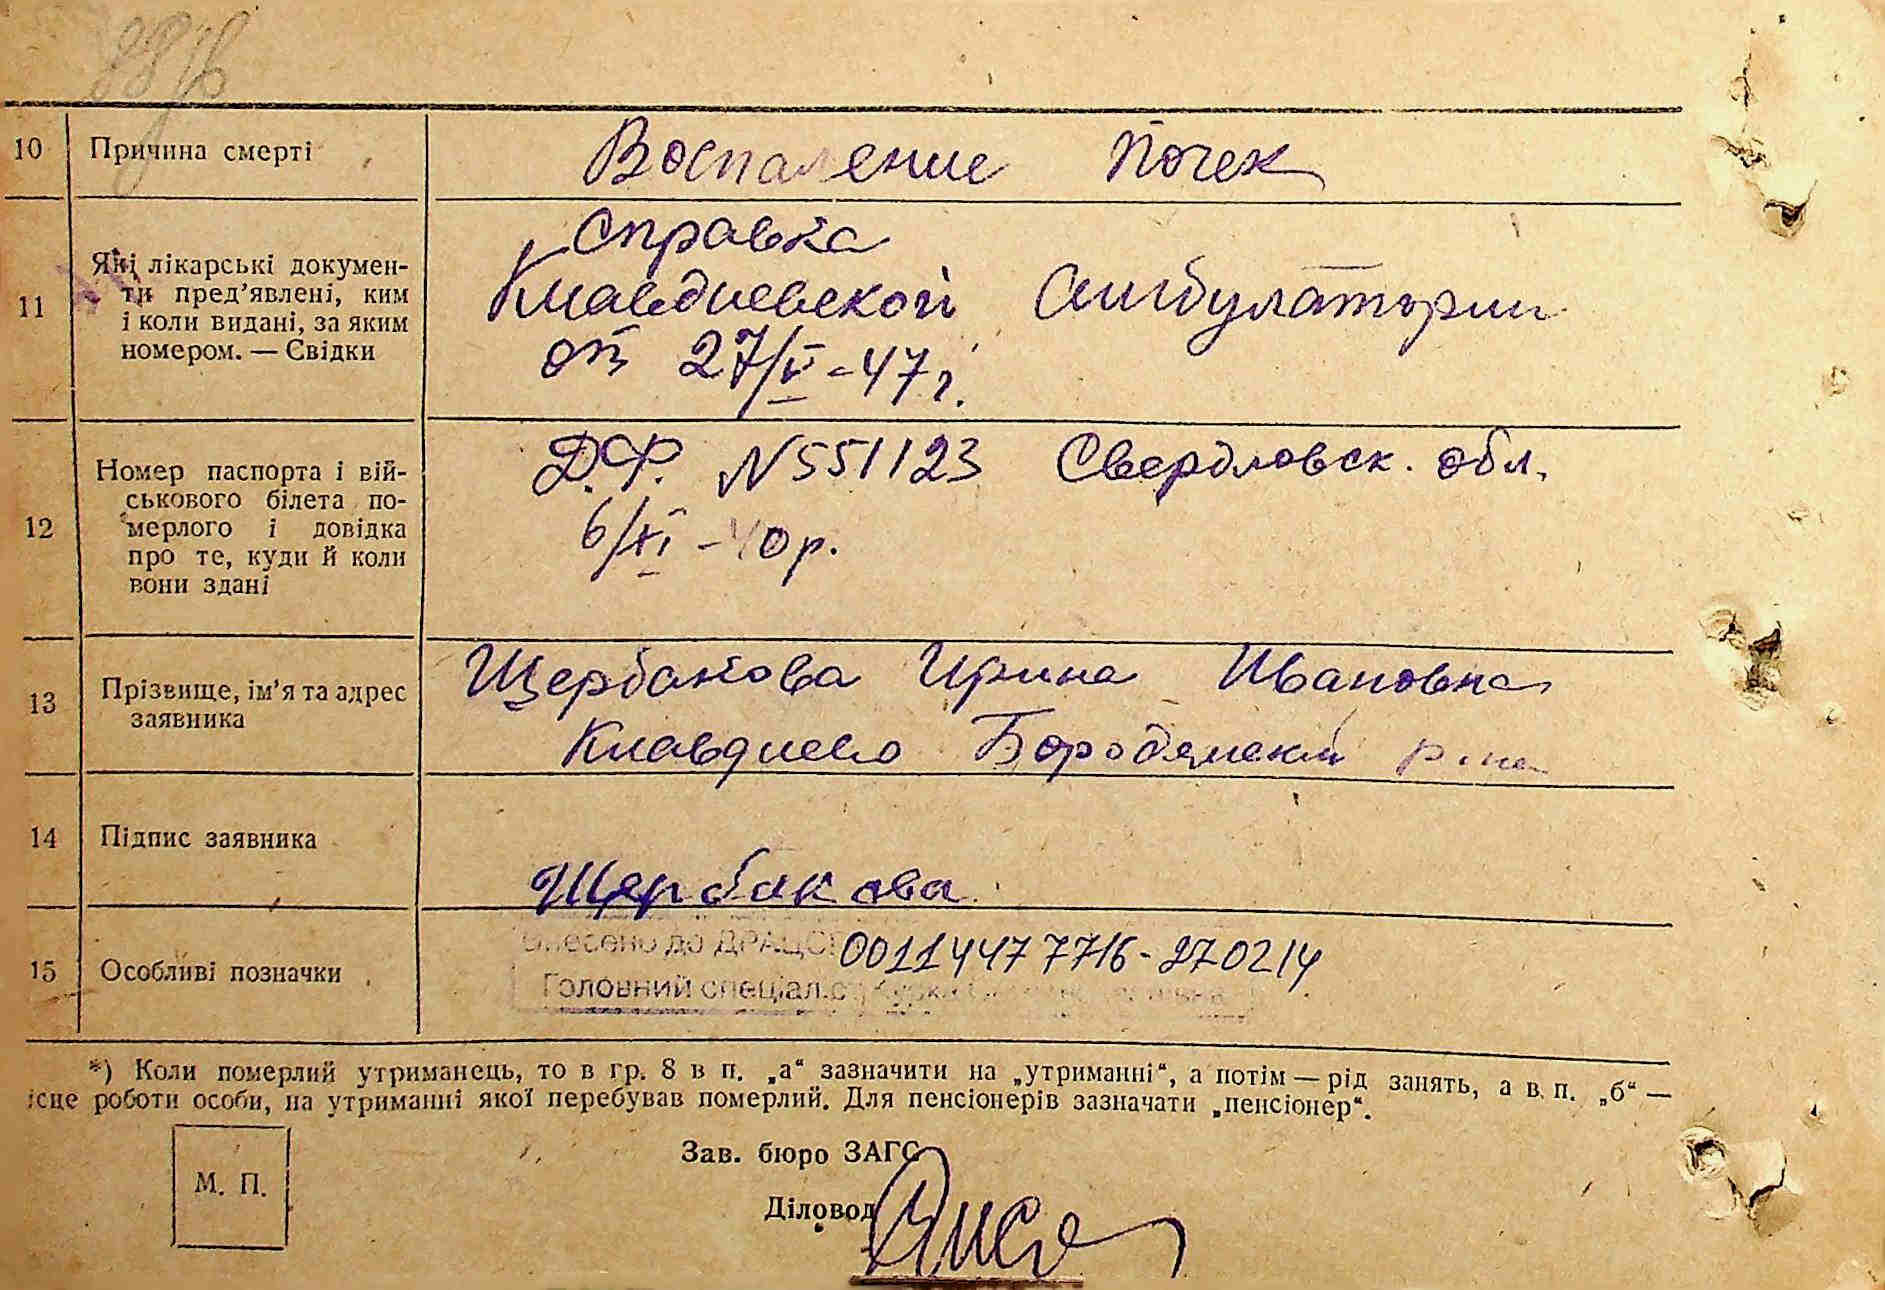 10 Причина смерті Воспаление почек
11 Які лікарські докумен-
ти пред’явлені, ким
і коли видані, за яким
номером. — Свідки
Справка
Клавдиевской Амбулатории
от 27/V-47 г.
12 Номер паспорта і вій-
ськового білета по-
мерлого і довідка
про те, куди й коли
вони здані
Д.Ф. N 551123 Свердловск. обл.
6/XI - 40 р.
13 Прізвище, ім’я та адрес
заявника
Щербакова Ирина Ивановна
Клавдиево Бородянский р-на
14 Підпис заявника
Щербакова
15 Особливі позначки
Внесено до ДРАЦСГ 00114477716-270214
Головний спеціаліст
*) Коли померлий утриманець, то в гр. 8 в п. „а“ зазначити на „утриманні“, а потім — рід занять, а в п. „б“ —
ісце роботи особи, на утриманні якої перебував померлий. Для пенсіонерів зазначати „пенсіонер“.
М. П.
Зав. бюро ЗАГС
Діловод